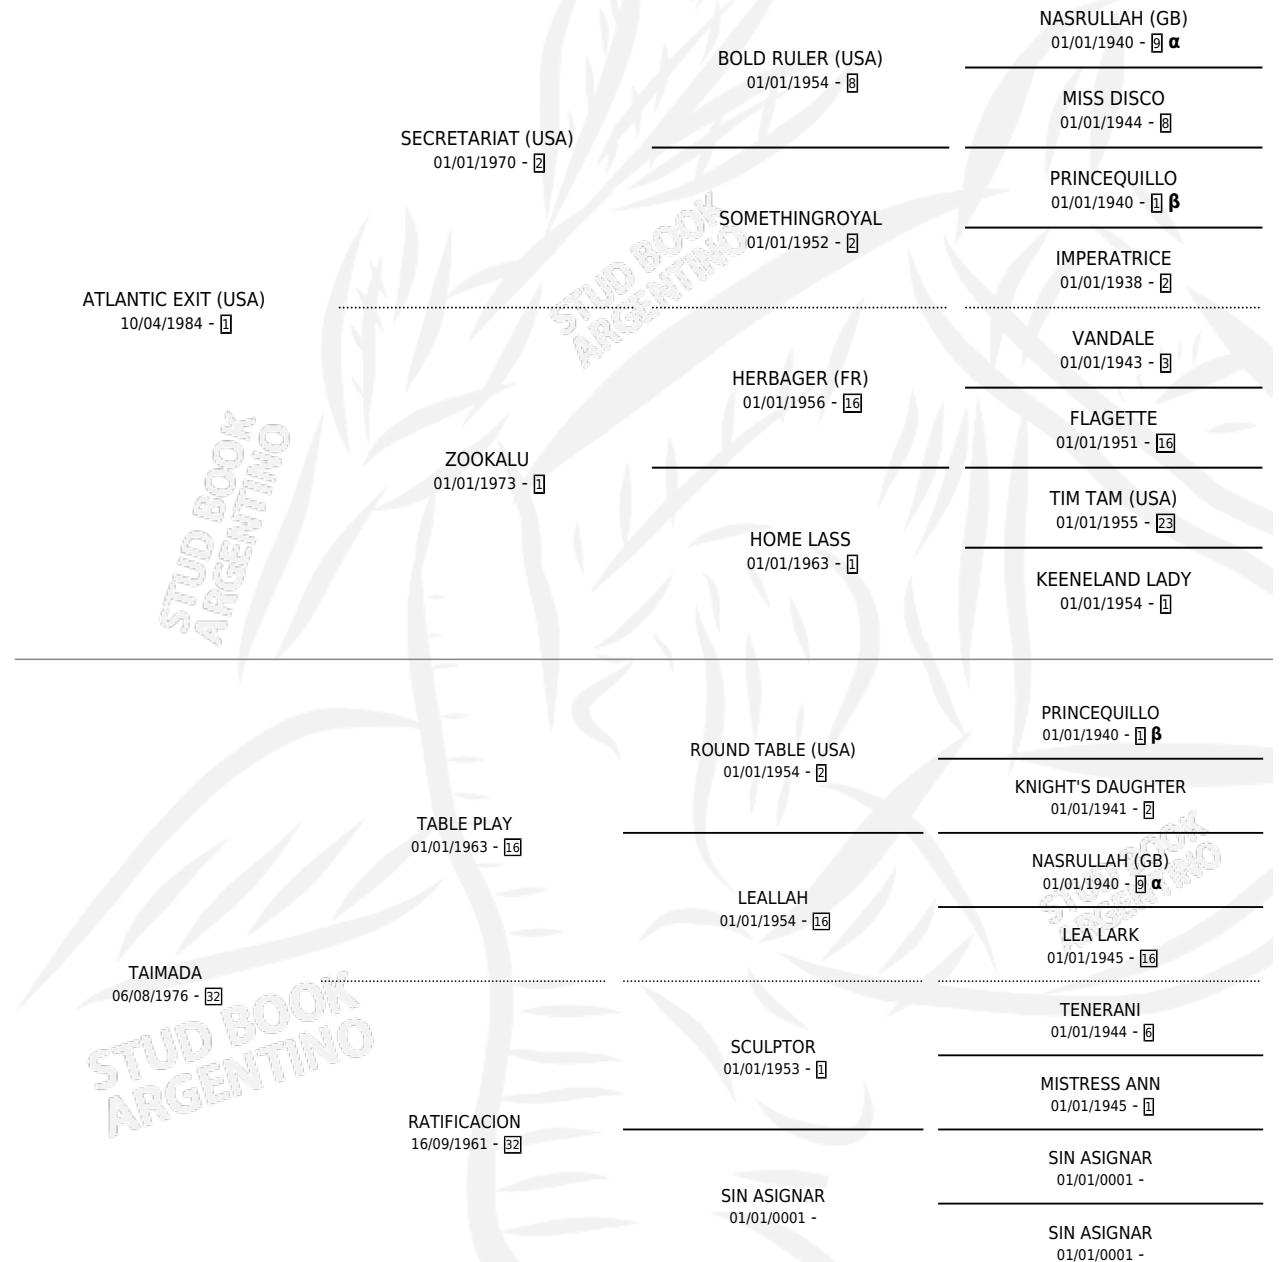 NASRULLAH (GB)
01/01/1940 - 9 α
BOLD RULER (USA)
01/01/1954 - 8
MISS DISCO
01/01/1944 - 8
SECRETARIAT (USA)
01/01/1970 - 2
PRINCEQUILLO
01/01/1940 - 1 β
SOMETHINGROYAL
01/01/1952 - 2
IMPERATRICE
01/01/1938 - 2
ATLANTIC EXIT (USA)
10/04/1984 - 1
VANDALE
01/01/1943 - 3
HERBAGER (FR)
01/01/1956 - 16
FLAGETTE
01/01/1951 - 16
ZOOKALU
01/01/1973 - 1
TIM TAM (USA)
01/01/1955 - 23
HOME LASS
01/01/1963 - 1
KEENELAND LADY
01/01/1954 - 1
PRINCEQUILLO
01/01/1940 - 1 β
ROUND TABLE (USA)
01/01/1954 - 2
KNIGHT'S DAUGHTER
01/01/1941 - 2
TABLE PLAY
01/01/1963 - 16
NASRULLAH (GB)
01/01/1940 - 9 α
LEALLAH
01/01/1954 - 16
LEA LARK
01/01/1945 - 16
TAIMADA
06/08/1976 - 32
TENERANI
01/01/1944 - 6
SCULPTOR
01/01/1953 - 1
MISTRESS ANN
01/01/1945 - 1
RATIFICACION
16/09/1961 - 32
SIN ASIGNAR
01/01/0001 -
SIN ASIGNAR
01/01/0001 -
SIN ASIGNAR
01/01/0001 -
STUD BOOK
ARGENTINO
STUD BOOK
ARGENTINO
STUD BOOK
ARGENTINO
STUD BOOK
ARGENTINO